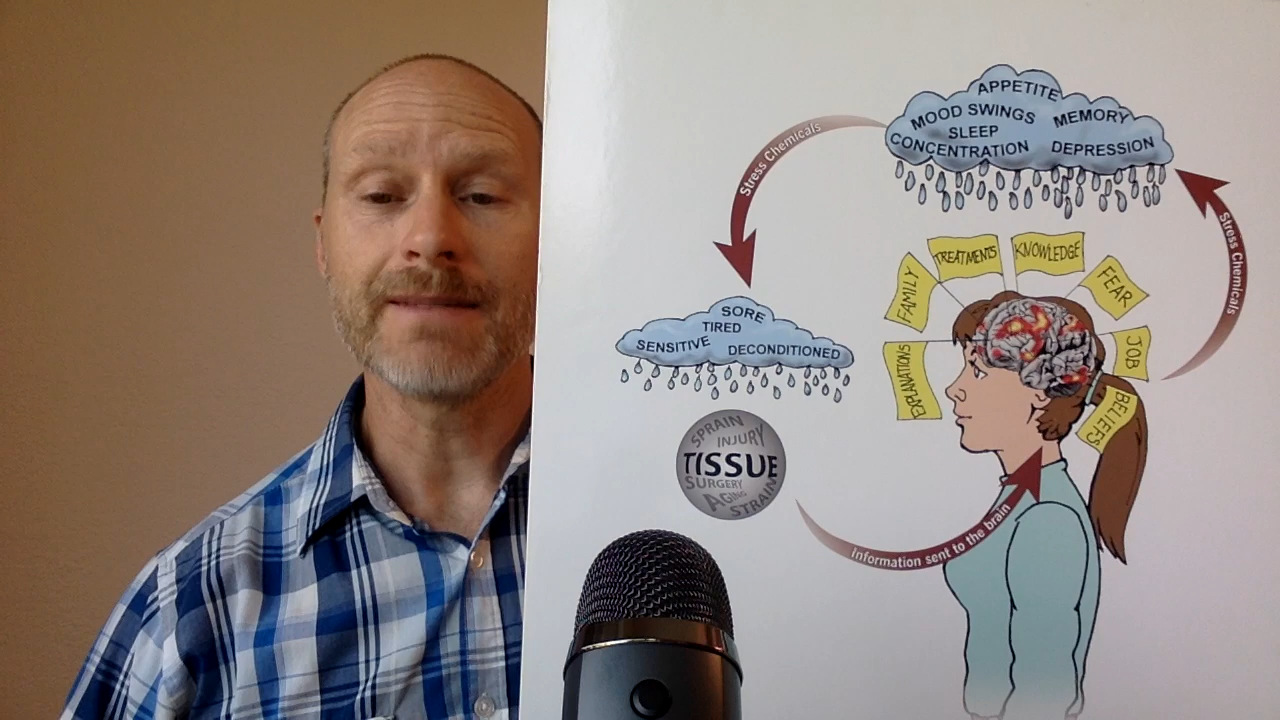 APPETITE
MOOD SWINGS MEMORY
SLEEP
CONCENTRATION DEPRESSION
Stress Chemicals
Stress Chemicals
TREATMENTS
KNOWLEDGE
FAMILY
FEAR
EXPLANATIONS
JOB
BELIEFS
SORE
TIRED
SENSITIVE DECONDITIONED
SPRAIN
INJURY
TISSUE
SURGERY
AGING
STRAIN
Information sent to the brain